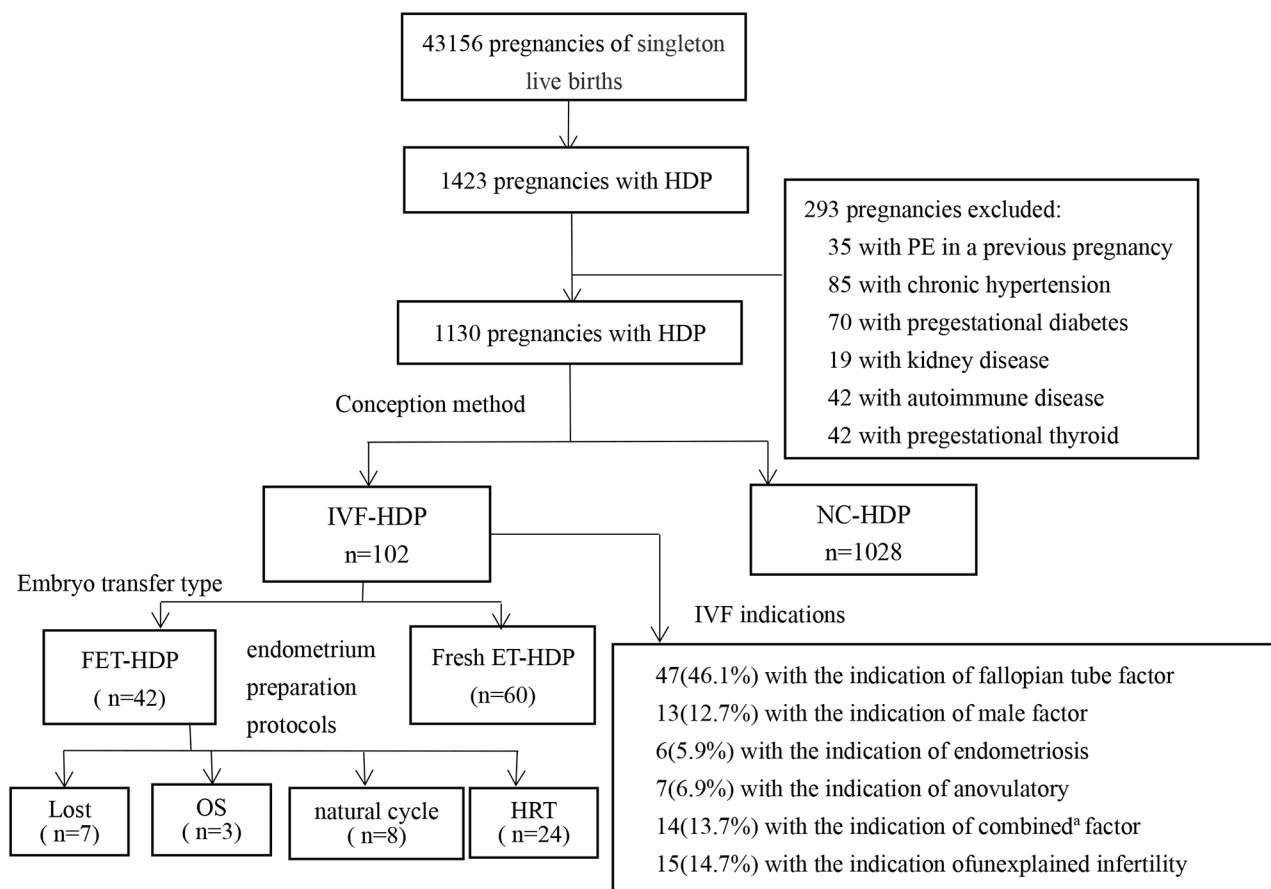 43156 pregnancies of singleton
live births
1423 pregnancies with HDP
293 pregnancies excluded:
35 with PE in a previous pregnancy
85 with chronic hypertension
70 with pregestational diabetes
19 with kidney disease
42 with autoimmune disease
42 with pregestational thyroid
1130 pregnancies with HDP
Conception method
IVF-HDP
n=102
NC-HDP
n=1028
Embryo transfer type
IVF indications
FET-HDP
( n=42)
endometrium
preparation
protocols
Fresh ET-HDP
(n=60)
47(46.1%) with the indication of fallopian tube factor
13(12.7%) with the indication of male factor
6(5.9%) with the indication of endometriosis
7(6.9%) with the indication of anovulatory
14(13.7%) with the indication of combinedᵃ factor
15(14.7%) with the indication ofunexplained infertility
Lost
( n=7)
OS
( n=3)
natural cycle
( n=8)
HRT
( n=24)